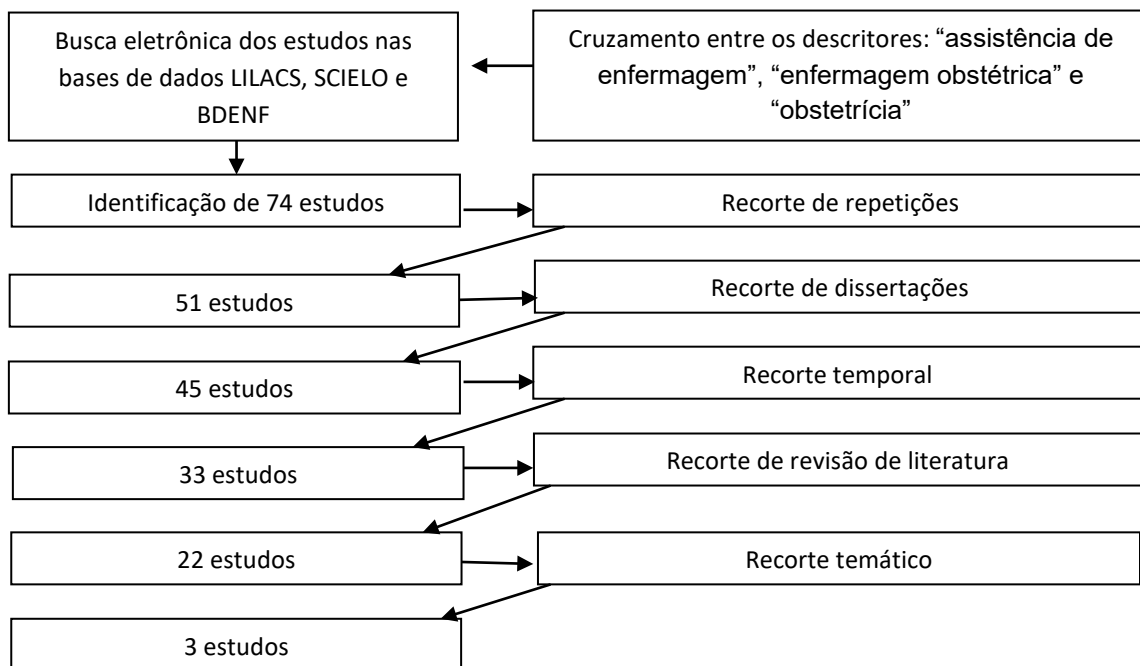 Busca eletrônica dos estudos nas
bases de dados LILACS, SCIELO e
BDENF
Cruzamento entre os descritores: “assistência de
enfermagem”, “enfermagem obstétrica” e
“obstetrícia”
Identificação de 74 estudos
Recorte de repetições
51 estudos
Recorte de dissertações
45 estudos
Recorte temporal
33 estudos
Recorte de revisão de literatura
22 estudos
Recorte temático
3 estudos